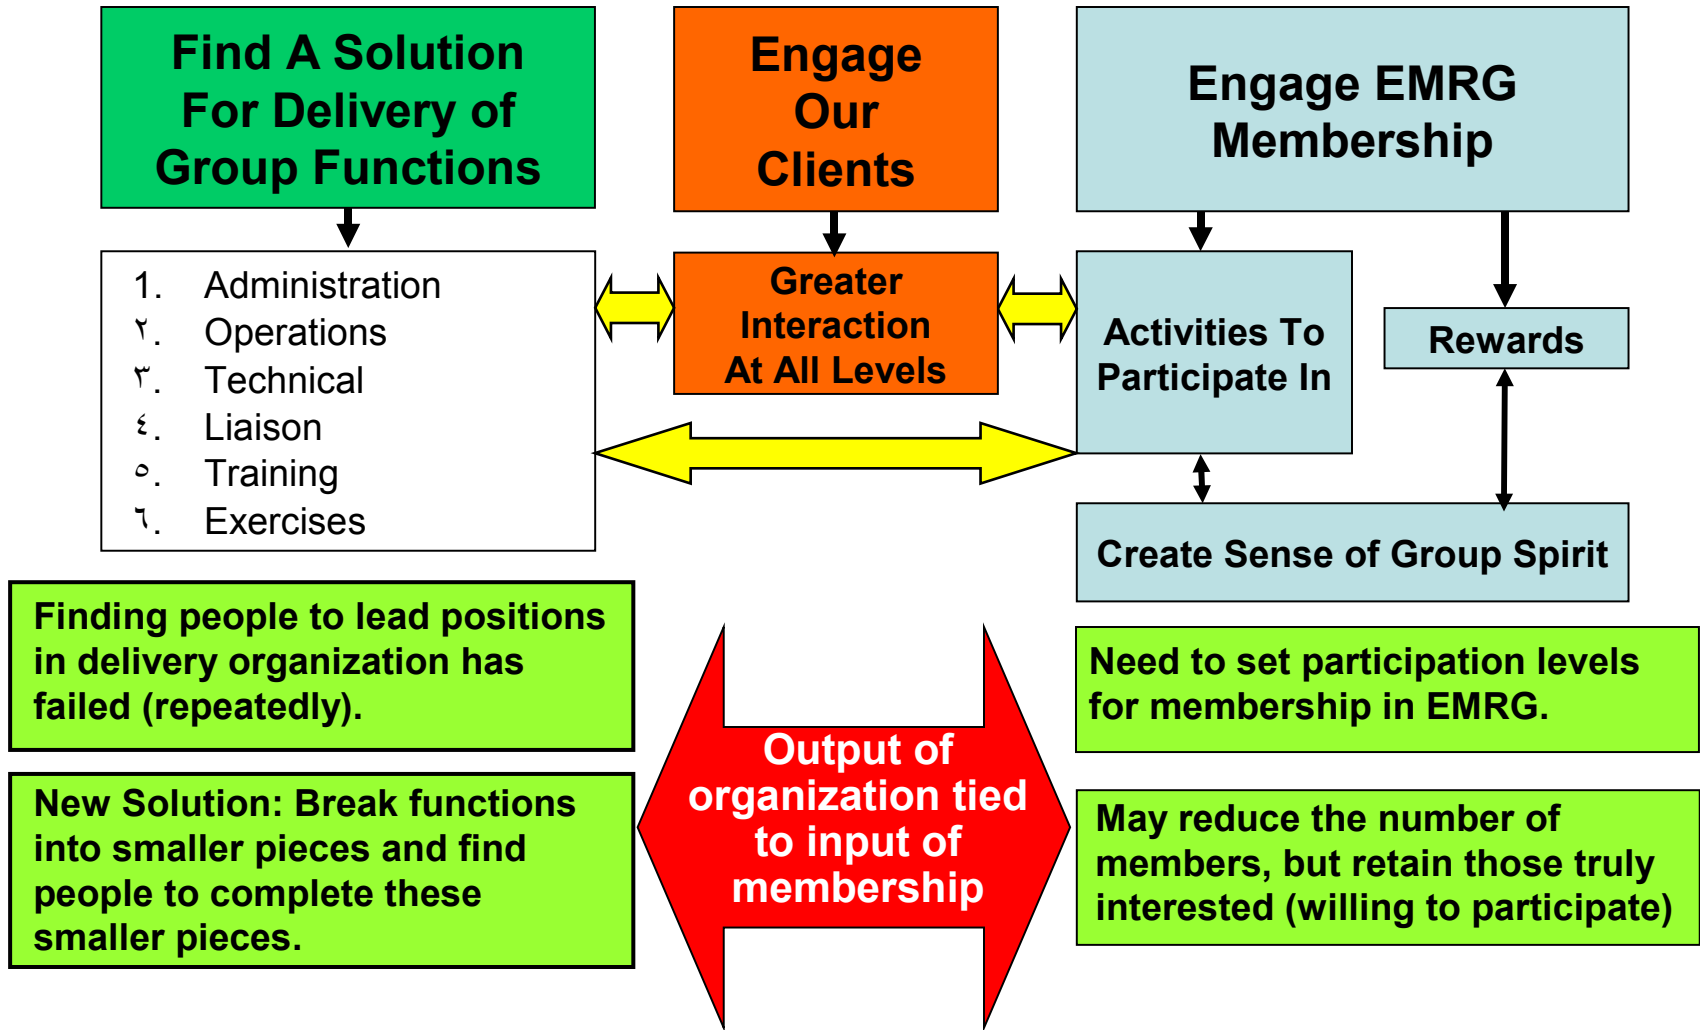 Find A Solution
For Delivery of
Group Functions
Engage
Our
Clients
Engage EMRG
Membership
1. Administration
٢. Operations
٣. Technical
٤. Liaison
٥. Training
٦. Exercises
Greater
Interaction
At All Levels
Activities To
Participate In
Rewards
Create Sense of Group Spirit
Finding people to lead positions
in delivery organization has
failed (repeatedly).
New Solution: Break functions
into smaller pieces and find
people to complete these
smaller pieces.
Output of
organization tied
to input of
membership
Need to set participation levels
for membership in EMRG.
May reduce the number of
members, but retain those truly
interested (willing to participate)